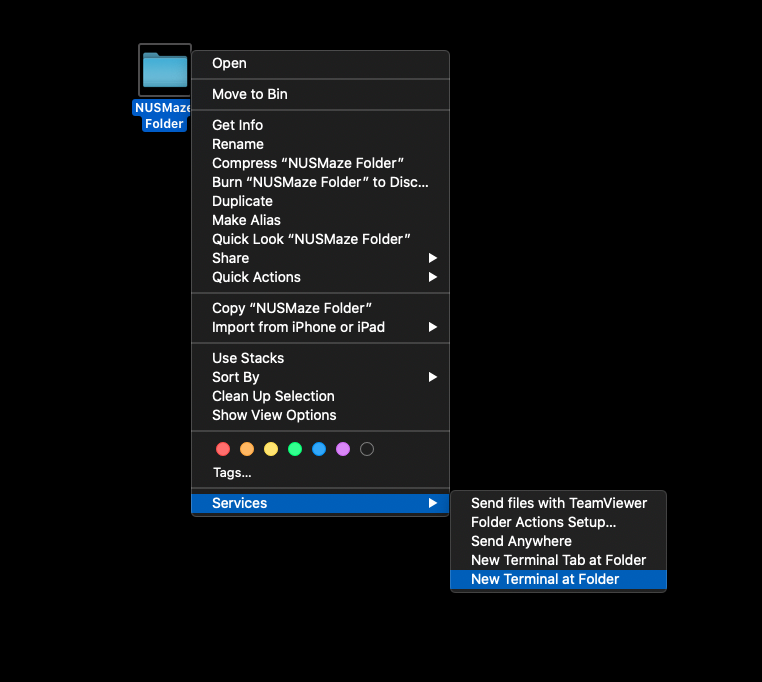 NUSMaze
Folder
Open
Move to Bin
Get Info
Rename
Compress “NUSMaze Folder”
Burn “NUSMaze Folder” to Disc...
Duplicate
Make Alias
Quick Look “NUSMaze Folder”
Share
Quick Actions
Copy “NUSMaze Folder”
Import from iPhone or iPad
Use Stacks
Sort By
Clean Up Selection
Show View Options
Tags...
Services
Send files with TeamViewer
Folder Actions Setup...
Send Anywhere
New Terminal Tab at Folder
New Terminal at Folder